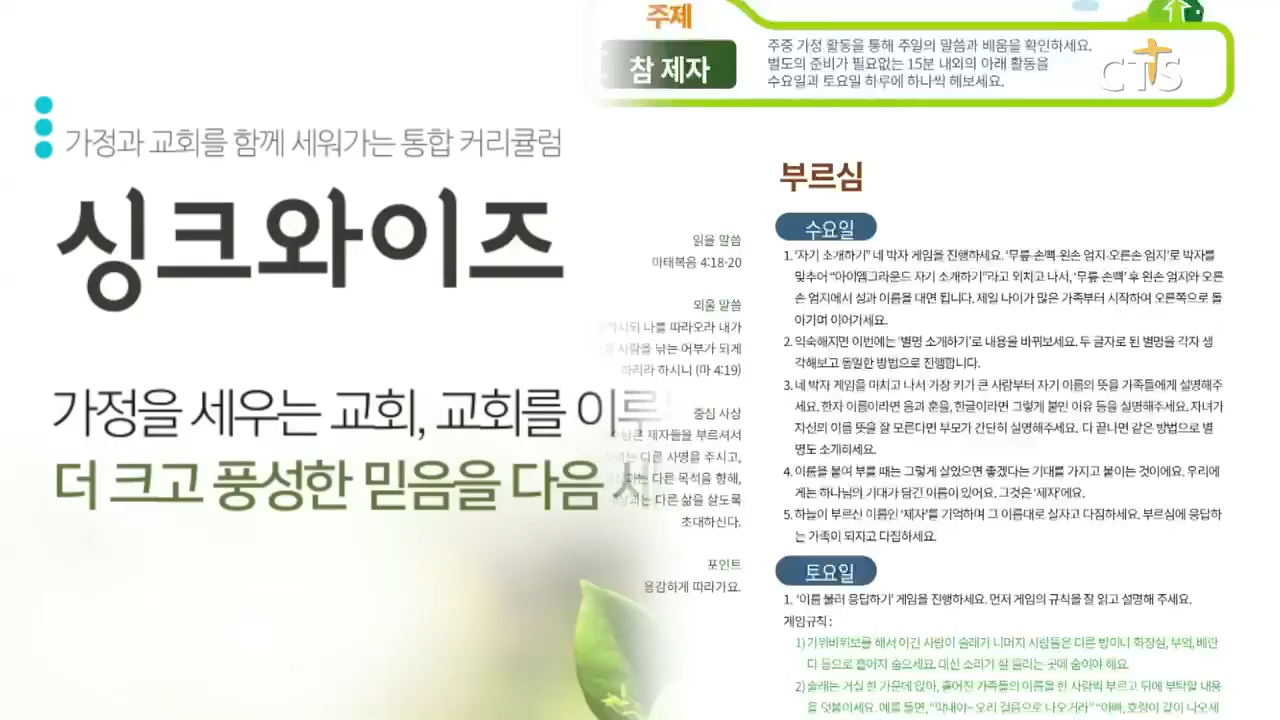 주제
참 제자
주중 가정 활동을 통해 주일의 말씀과 배움을 확인하세요.
별도의 준비가 필요없는 15분 내외의 아래 활동을
수요일과 토요일 하루에 하나씩 해보세요.
CTS
가정과 교회를 함께 세워가는 통합 커리큘럼
싱크와이즈
가정을 세우는 교회, 교회를 이루
더 크고 풍성한 믿음을 다음
읽을 말씀
마태복음 4:18-20
외울 말씀
나를 따라오라 내가
사람을 낚는 어부가 되게
하리라 하시니 (마 4:19)
중심 사상
제자들을 부르셔서
다른 사명을 주시고,
다른 목적을 향해,
다른 삶을 살도록
초대하신다.
포인트
용감하게 따라가요.
부르심
수요일
1. '자기 소개하기' 네 박자 게임을 진행하세요. '무릎-손뼉-왼손 엄지-오른손 엄지'로 박자를
맞추어 "아이엠그라운드 자기 소개하기"라고 외치고 나서, '무릎-손뼉' 후 왼손 엄지와 오른
손 엄지에서 성과 이름을 대면 됩니다. 제일 나이가 많은 가족부터 시작하여 오른쪽으로 돌
아가며 이어가세요.
2. 익숙해지면 이번에는 '별명 소개하기'로 내용을 바꿔보세요. 두 글자로 된 별명을 각자 생
각해보고 동일한 방법으로 진행합니다.
3. 네 박자 게임을 마치고 나서 가장 키가 큰 사람부터 자기 이름의 뜻을 가족들에게 설명해주
세요. 한자 이름이라면 음과 훈을, 한글이라면 그렇게 붙인 이유 등을 설명해주세요. 자녀가
자신의 이름 뜻을 잘 모른다면 부모가 간단히 설명해주세요. 다 끝나면 같은 방법으로 별
명도 소개하세요.
4. 이름을 붙여 부를 때는 그렇게 살았으면 좋겠다는 기대를 가지고 붙이는 것이에요. 우리에
게는 하나님의 기대가 담긴 이름이 있어요. 그것은 '제자'에요.
5. 하늘이 부르신 이름인 '제자'를 기억하며 그 이름대로 살자고 다짐하세요. 부르심에 응답하
는 가족이 되자고 다짐하세요.
토요일
1. '이름 불러 응답하기' 게임을 진행하세요. 먼저 게임의 규칙을 잘 읽고 설명해 주세요.
게임규칙 :
1) 가위바위보를 해서 이긴 사람이 술래가 나머지 사람들은 다른 방이나 화장실, 부엌, 베란
다 등으로 흩어져 숨으세요. 대신 소리가 잘 들리는 곳에 숨어야 해요.
2) 술래는 거실 한 가운데 앉아, 흩어진 가족들의 이름을 한 사람씩 부르고 뒤에 부탁할 내용
을 덧붙이세요. 예를 들면, "막내야~ 오리 걸음으로 나오거라" "아빠, 호랑이 같이 나오세